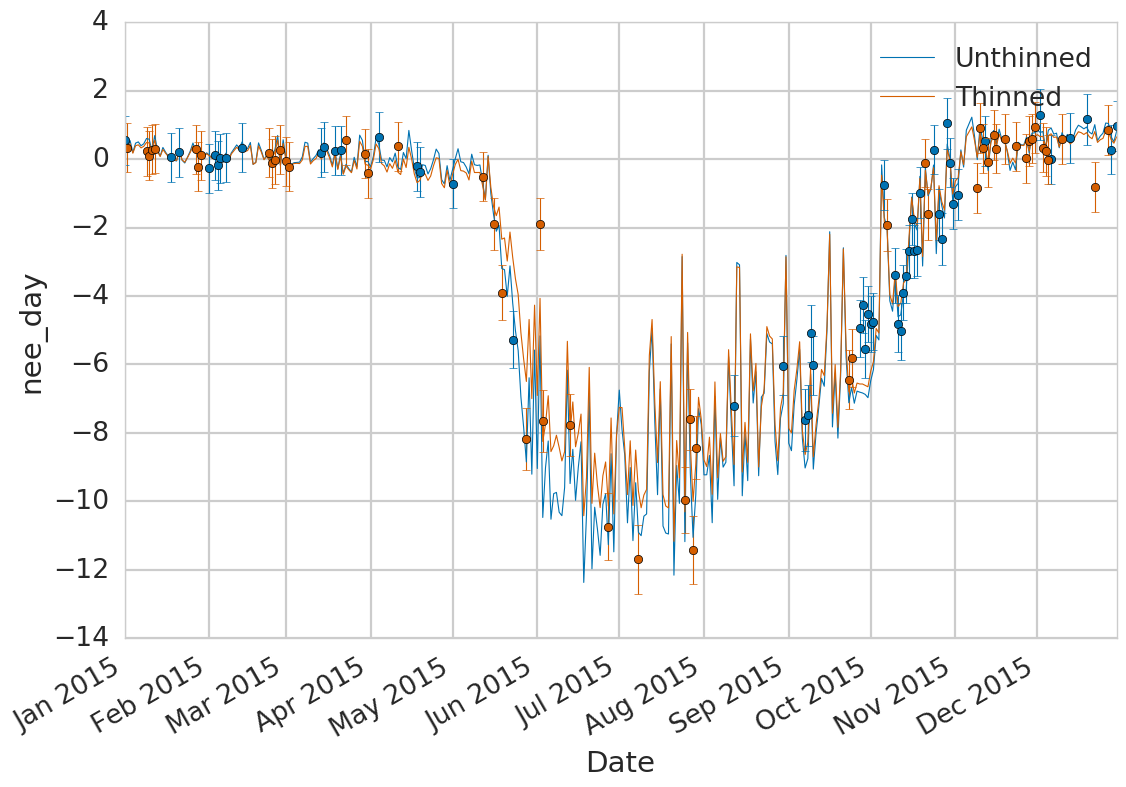 4
2
0
−2
−4
−6
−8
−10
−12
−14
nee_day
Unthinned
Thinned
Jan 2015
Feb 2015
Mar 2015
Apr 2015
May 2015
Jun 2015
Jul 2015
Aug 2015
Sep 2015
Oct 2015
Nov 2015
Dec 2015
Date